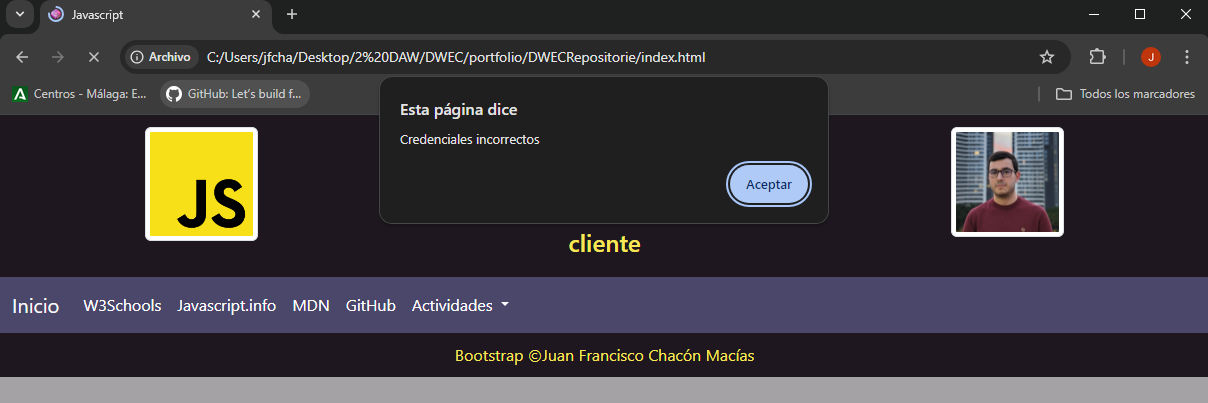 Javascript
Archivo
C:/Users/jfcha/Desktop/2%20DAW/DWEC/portfolio/DWECRepositorie/index.html
J
Centros - Málaga: E...
GitHub: Let's build f...
Todos los marcadores
Esta página dice
Credenciales incorrectos
Aceptar
JS
cliente
Inicio
W3Schools
Javascript.info
MDN
GitHub
Actividades
Bootstrap ©Juan Francisco Chacón Macías